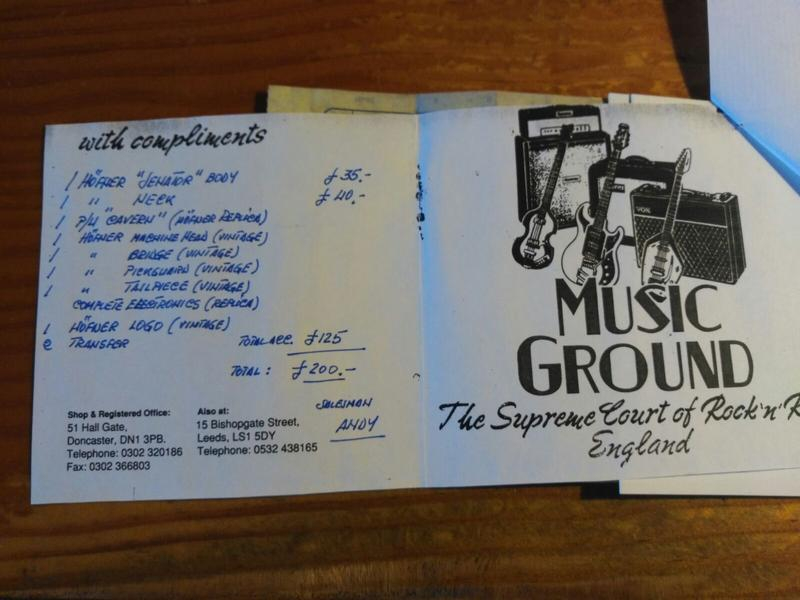 with compliments
1 HÖFNER "SENATOR" BODY £35.-
1 " NECK £40.-
1 P/U "CAVERN" (HÖFNER REPLICA)
1 HÖFNER MACHINE HEAD (VINTAGE)
1 " BRIDGE (VINTAGE)
1 " PICKGUARD (VINTAGE)
1 " TAILPIECE (VINTAGE)
COMPLETE ELECTRONICS (REPLICA)
1 HÖFNER LOGO (VINTAGE)
2 TRANSFER TOTAL ACC. £125
TOTAL: £200.-
SALESMAN
ANDY
Shop & Registered Office:
51 Hall Gate,
Doncaster, DN1 3PB.
Telephone: 0302 320186
Fax: 0302 366803
Also at:
15 Bishopgate Street,
Leeds, LS1 5DY
Telephone: 0532 438165
VOX
MUSIC
GROUND
The Supreme Court of Rock'n'R
England